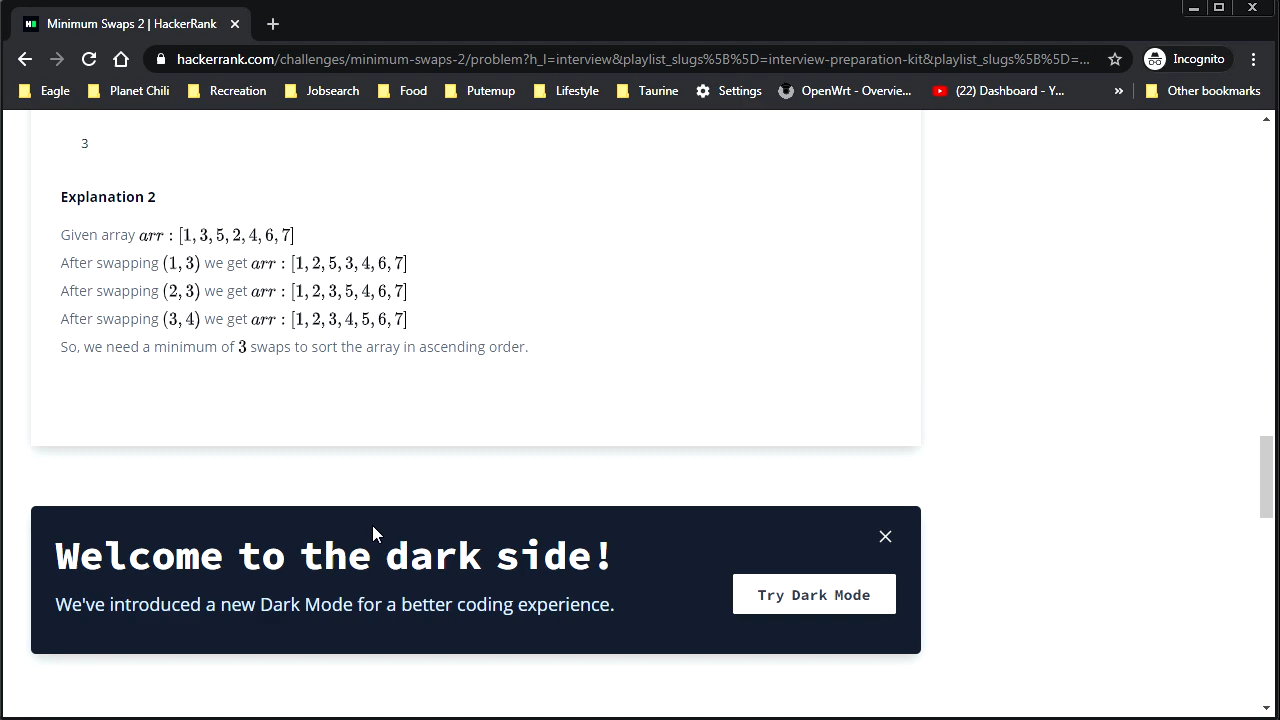 Minimum Swaps 2 | HackerRank
hackerrank.com/challenges/minimum-swaps-2/problem?h_l=interview&playlist_slugs%5B%5D=interview-preparation-kit&playlist_slugs%5B%5D=...
Incognito
Eagle Planet Chili Recreation Jobsearch Food Putemup Lifestyle Taurine Settings OpenWrt - Overvie... (22) Dashboard - Y... » Other bookmarks
3
Explanation 2
Given array arr : [1, 3, 5, 2, 4, 6, 7]
After swapping (1, 3) we get arr : [1, 2, 5, 3, 4, 6, 7]
After swapping (2, 3) we get arr : [1, 2, 3, 5, 4, 6, 7]
After swapping (3, 4) we get arr : [1, 2, 3, 4, 5, 6, 7]
So, we need a minimum of 3 swaps to sort the array in ascending order.
Welcome to the dark side!
We've introduced a new Dark Mode for a better coding experience.
Try Dark Mode